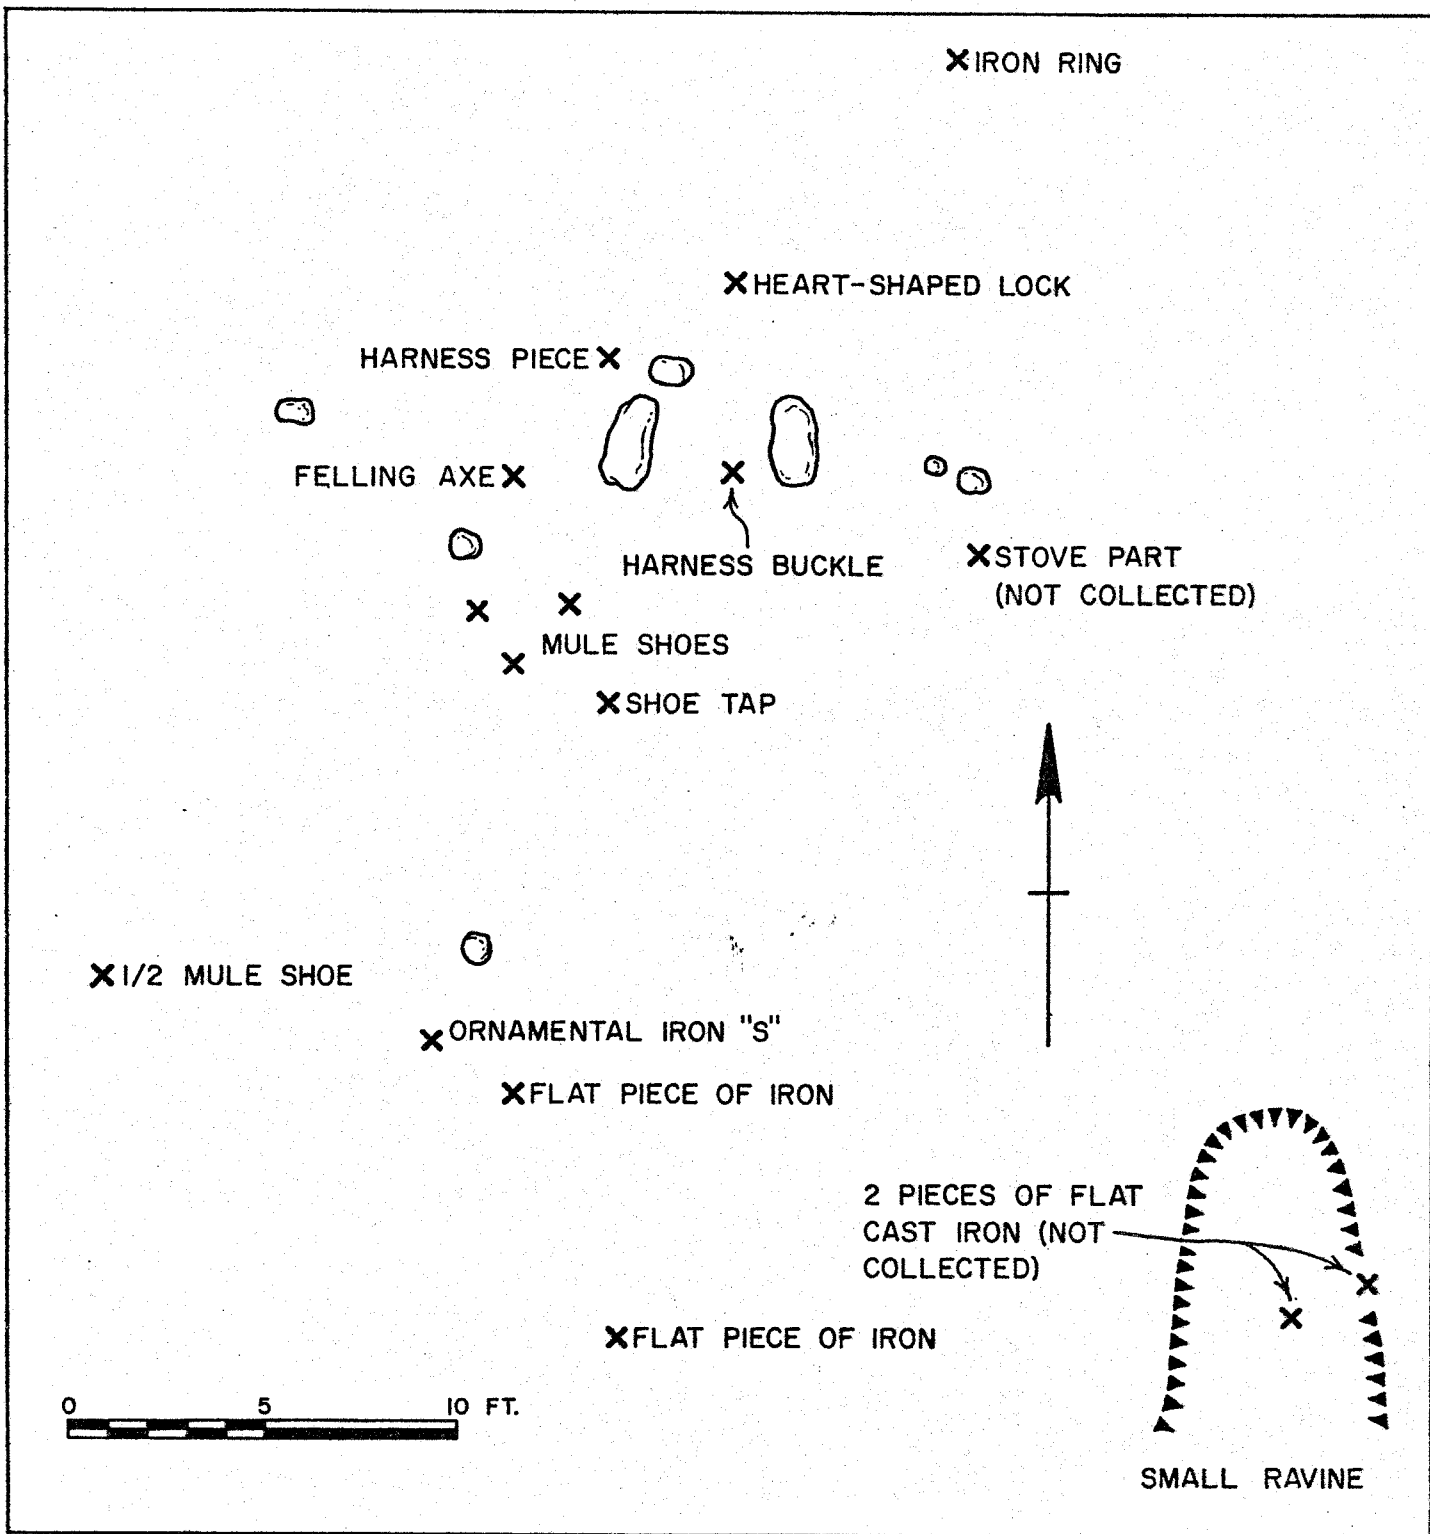 IRON RING
HEART-SHAPED LOCK
HARNESS PIECE
FELLING AXE
HARNESS BUCKLE
STOVE PART
(NOT COLLECTED)
MULE SHOES
SHOE TAP
1/2 MULE SHOE
ORNAMENTAL IRON "S"
FLAT PIECE OF IRON
2 PIECES OF FLAT
CAST IRON (NOT
COLLECTED)
FLAT PIECE OF IRON
0 5 10 FT.
SMALL RAVINE